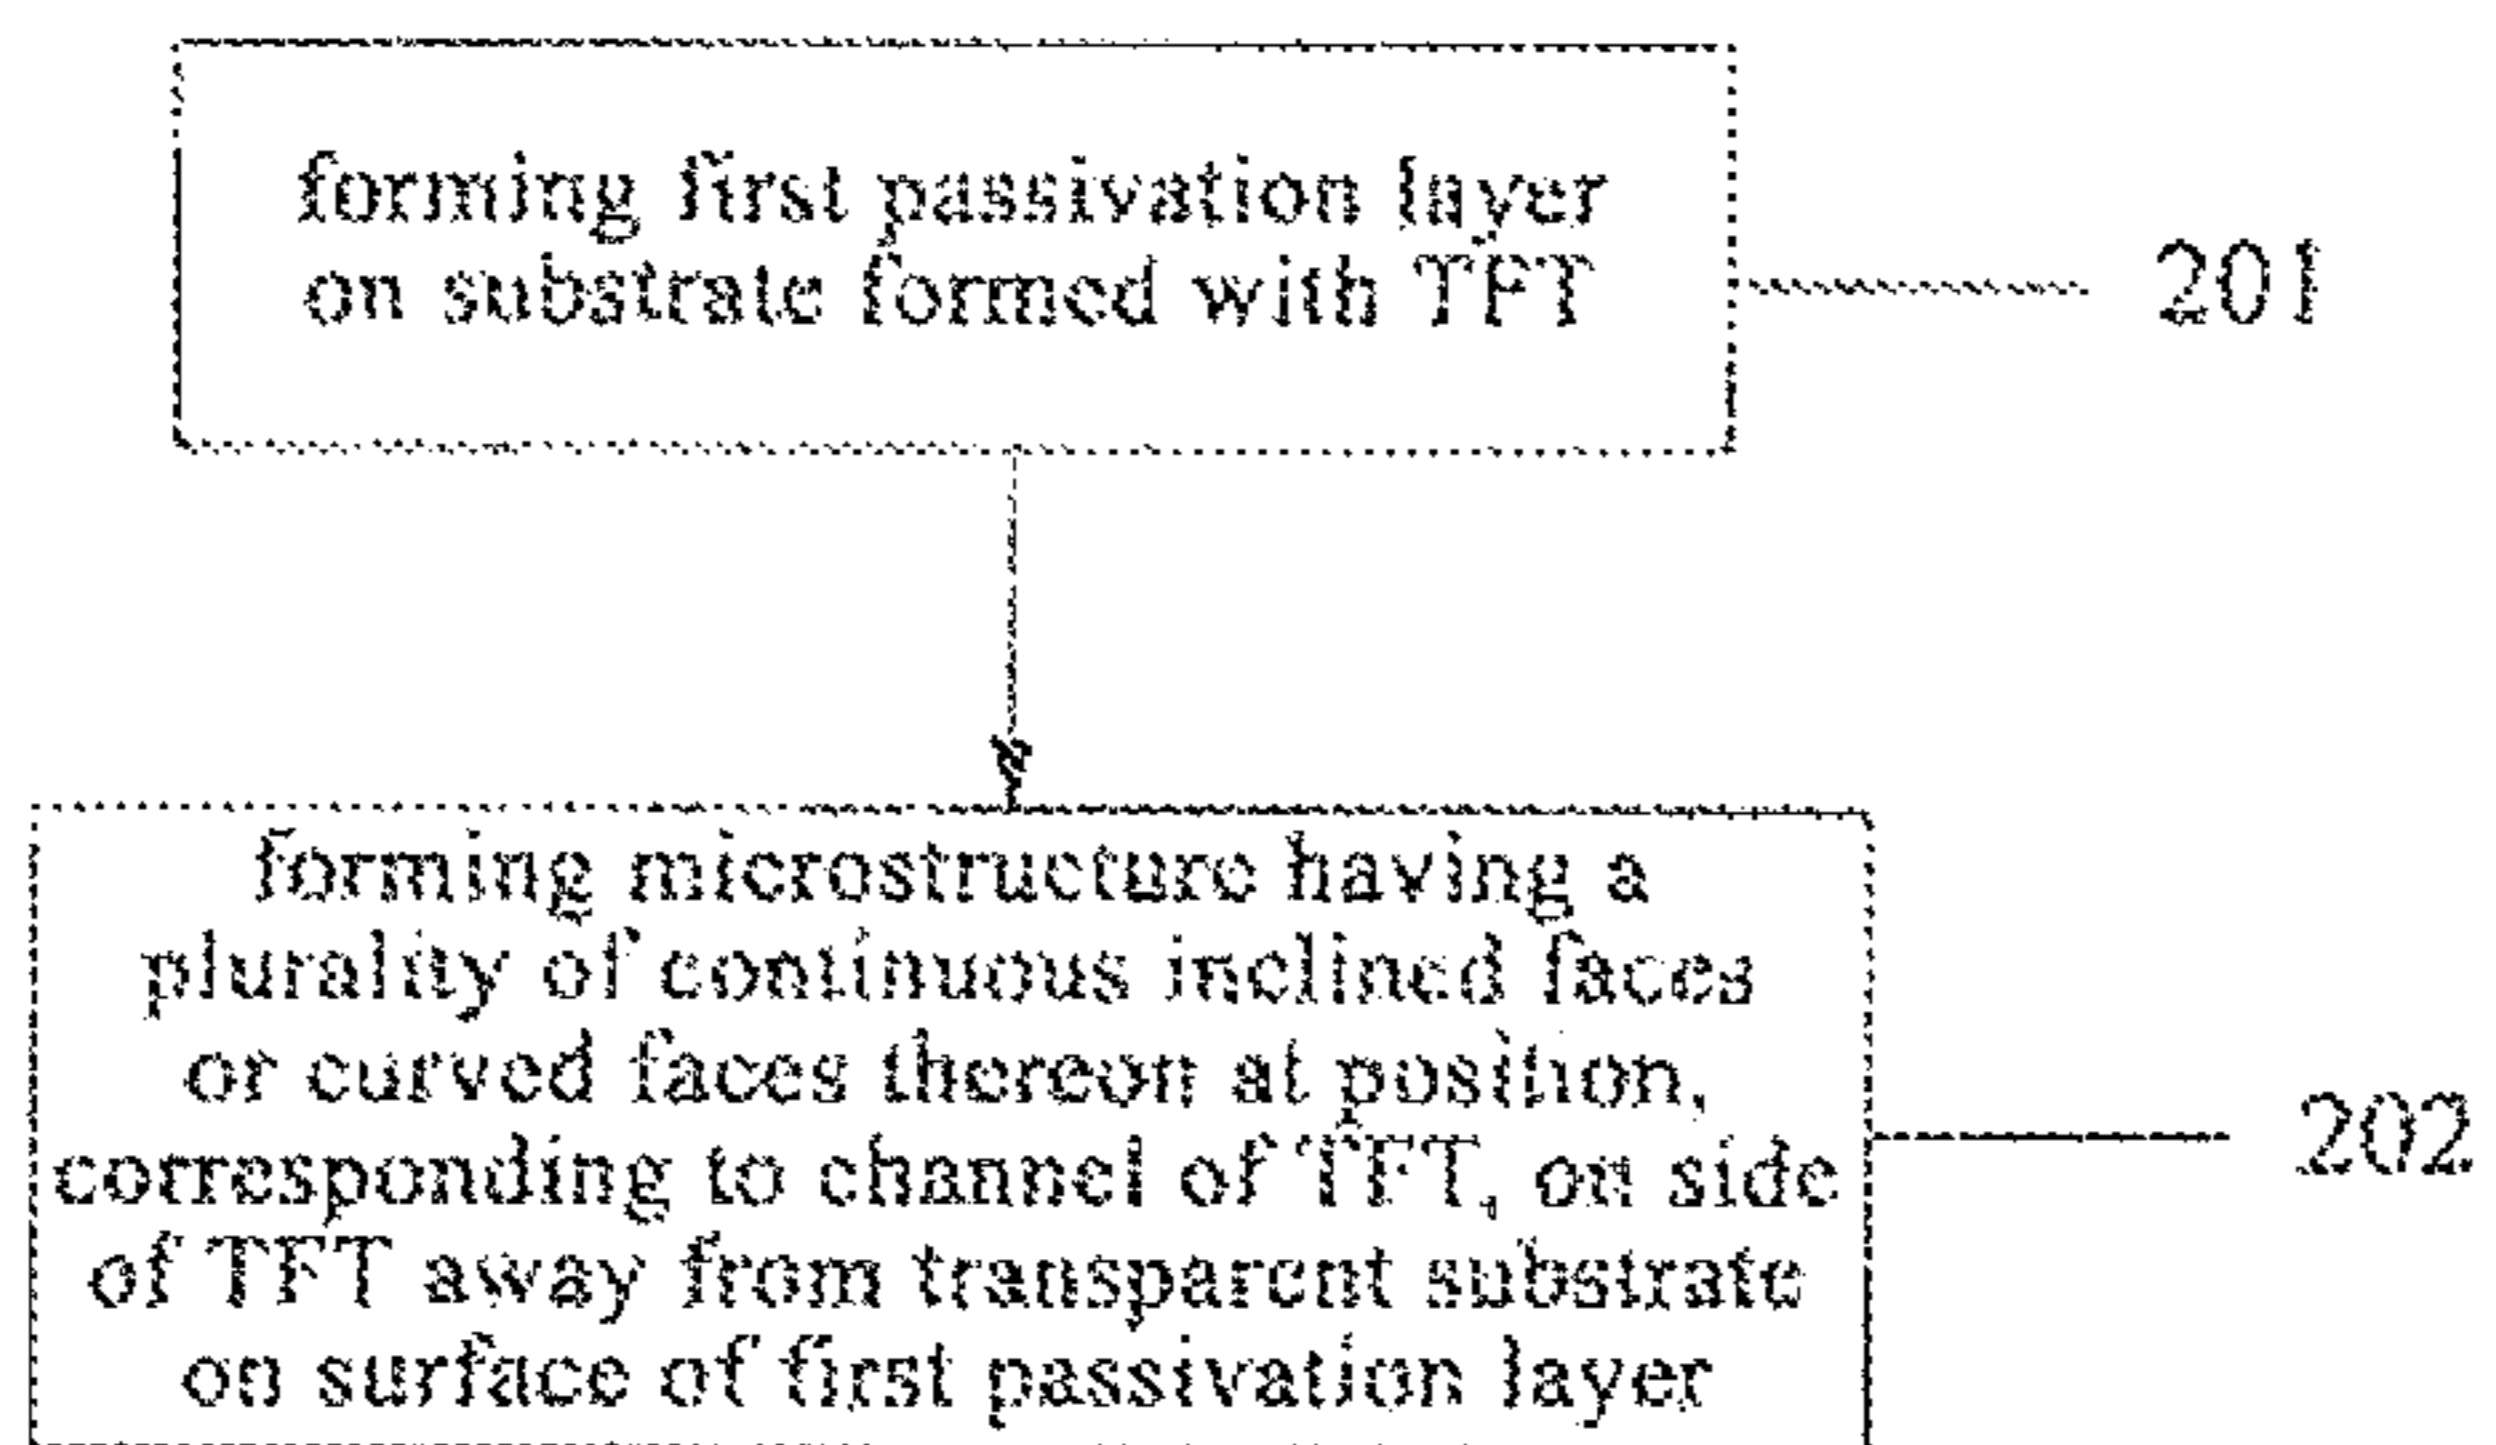 forming first passivation layer
on substrate formed with TFT
201
forming microstructure having a
plurality of continuous inclined faces
or curved faces thereon at position,
corresponding to channel of TFT, on side
of TFT away from transparent substrate
on surface of first passivation layer
202